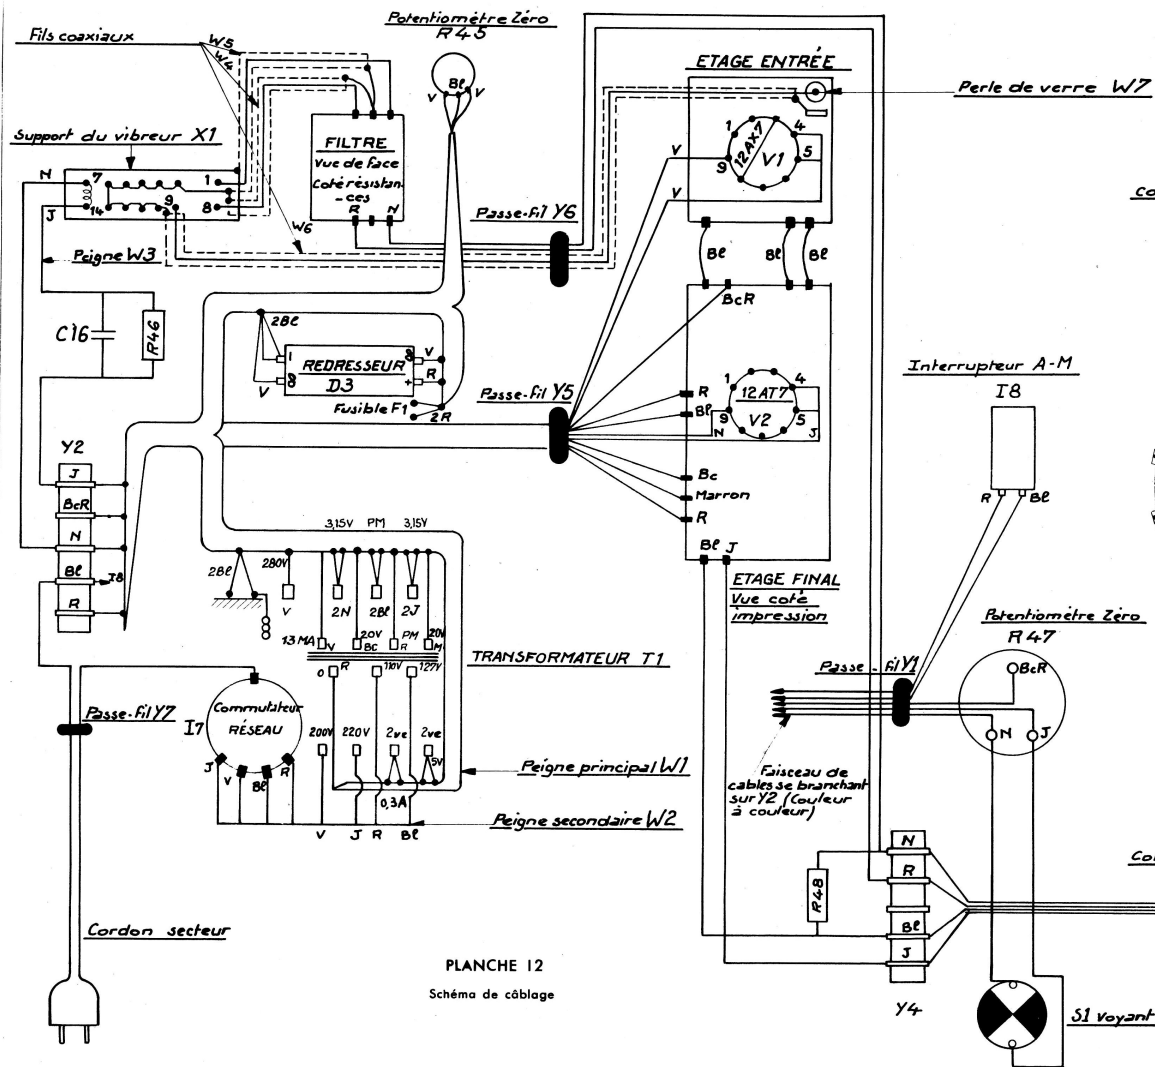 Potentiomètre Zéro
R45
Fils coaxiaux
W5
W4
V
Bl
V
ETAGE ENTRÉE
Perle de verre W7
Support du vibreur X1
FILTRE
Vue de face
Coté résistan-
-ces
R
N
1
4
12AX7
V1
9
5
V
V
N
J
7
1
14
9
8
W6
Passe-fil Y6
Peigne W3
Bl
Bl
Bl
BcR
C16
R46
2Bl
1
8
V
REDRESSEUR
D3
8
V
+
R
Fusible F1
2R
Passe-fil Y5
R
Bl
N
1
4
12AT7
V2
9
5
J
Bc
Marron
R
Bl
J
Interrupteur A-M
I8
R
Bl
Y2
J
BcR
N
Bl
I8
R
3,15V
PM
3,15V
2Bl
280V
V
2N
2Bl
2J
13 MA
V
20V
BC
PM
R
20V
M
0
R
110V
127V
TRANSFORMATEUR T1
ETAGE FINAL
Vue coté
impression
Potentiomètre Zéro
R47
BcR
N
J
Passe-fil Y1
Passe-fil Y7
I7
Commutateur
RÉSEAU
J
V
Bl
R
200V
220V
2ve
2ve
5V
0,3A
V
J
R
Bl
Peigne principal W1
Peigne secondaire W2
Faisceau de
cables se branchant
sur Y2 (Couleur
à couleur)
Co
Co
R48
N
R
Bl
J
Y4
Cordon secteur
S1 Voyant
PLANCHE 12
Schéma de câblage